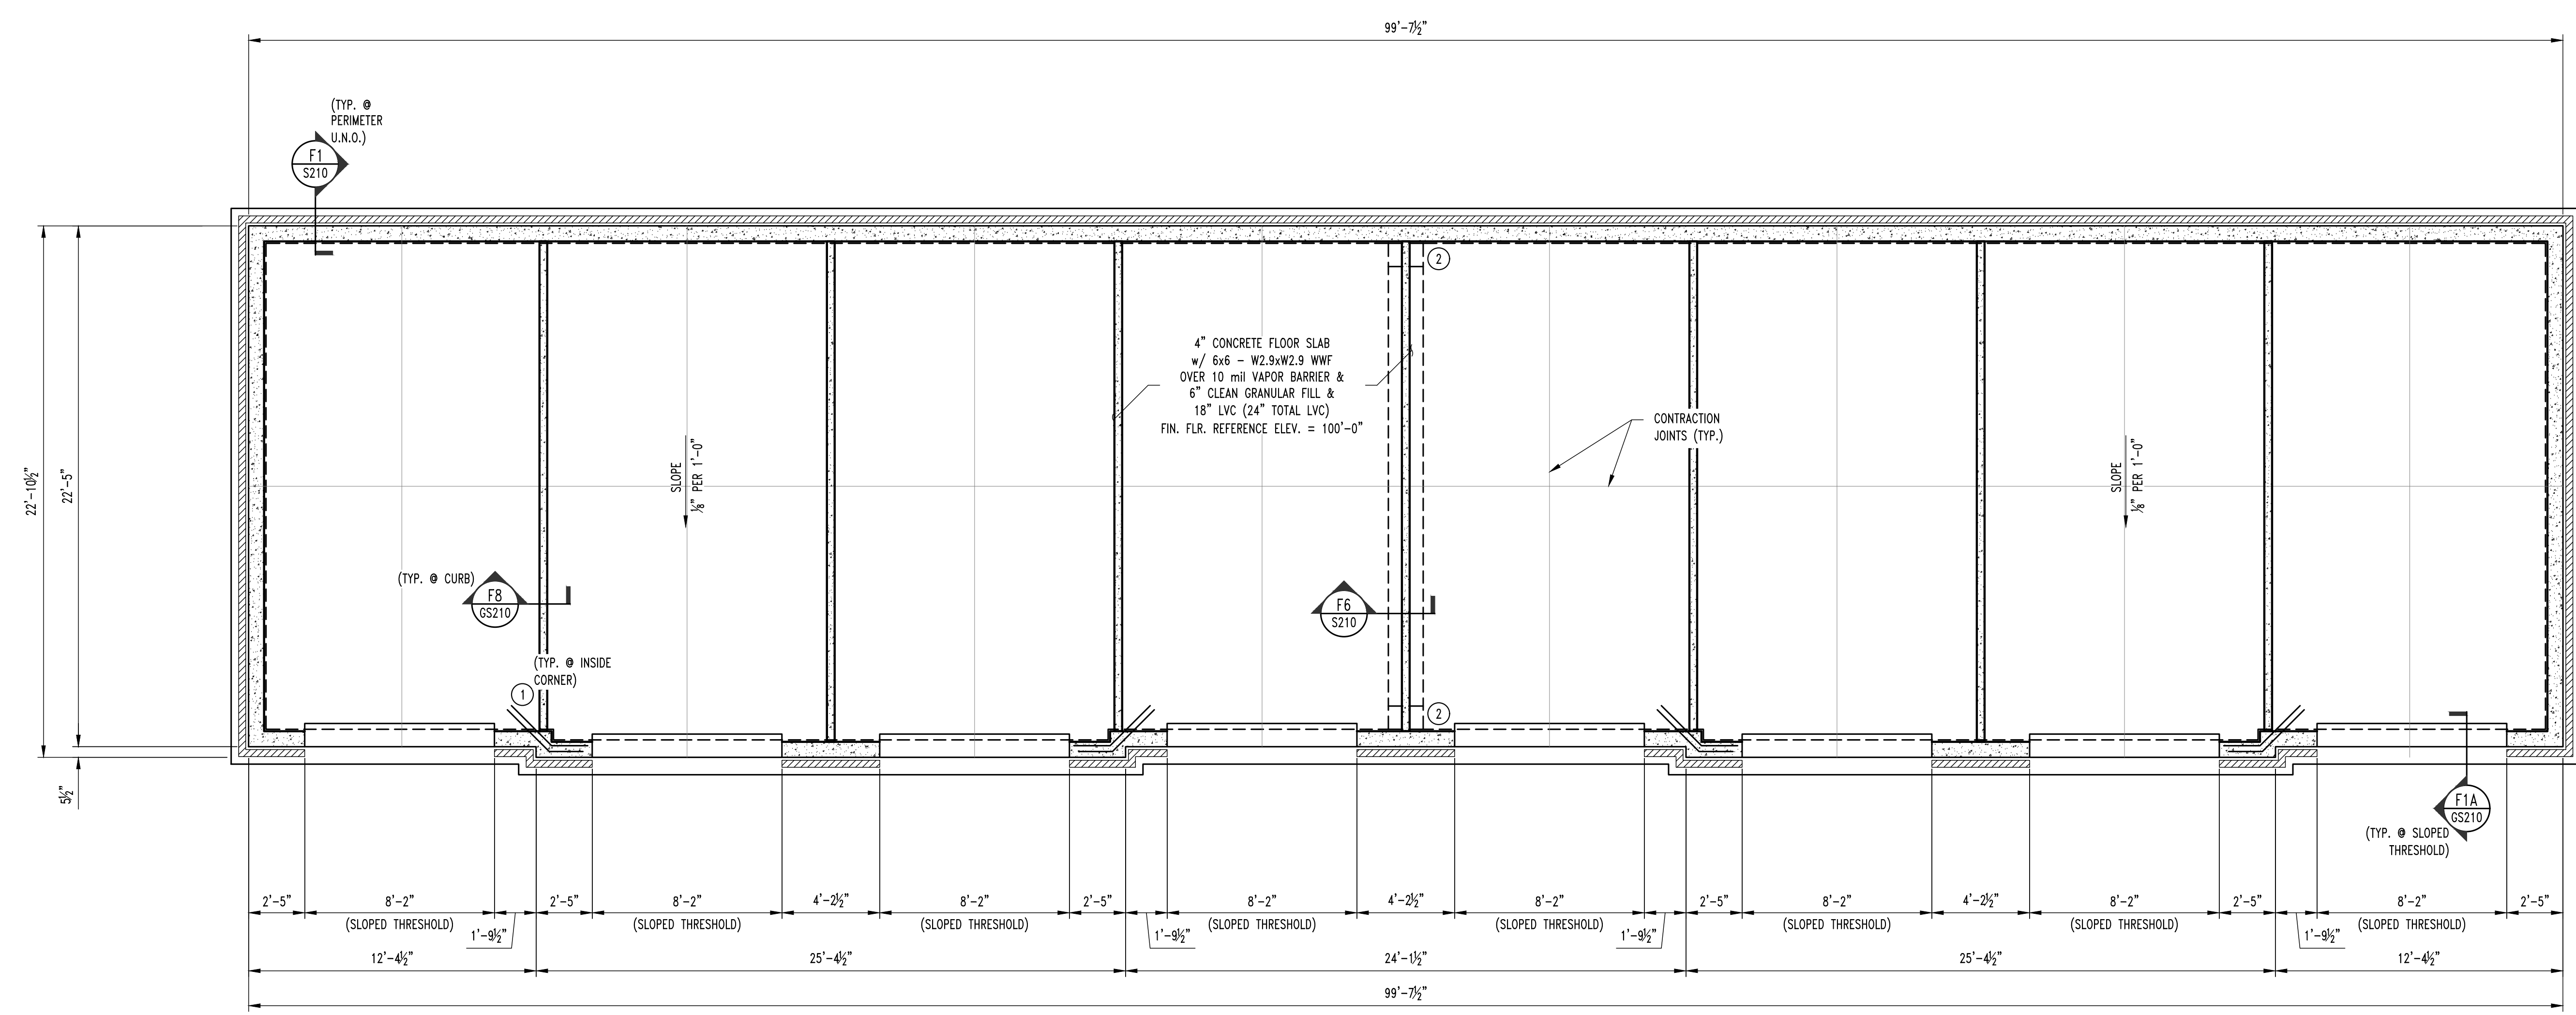 99'-7½"
(TYP. @
PERIMETER
U.N.O.)
F1
S210
22'-10½"
22'-5"
5½"
2
4" CONCRETE FLOOR SLAB
w/ 6x6 - W2.9xW2.9 WWF
OVER 10 mil VAPOR BARRIER &
6" CLEAN GRANULAR FILL &
18" LVC (24" TOTAL LVC)
FIN. FLR. REFERENCE ELEV. = 100'-0"
CONTRACTION
JOINTS (TYP.)
SLOPE
⅛" PER 1'-0"
SLOPE
⅛" PER 1'-0"
(TYP. @ CURB)
F8
GS210
F6
S210
(TYP. @ INSIDE
CORNER)
1
2
F1A
GS210
(TYP. @ SLOPED
THRESHOLD)
2'-5"
8'-2"
(SLOPED THRESHOLD)
1'-9½"
2'-5"
8'-2"
(SLOPED THRESHOLD)
4'-2½"
8'-2"
(SLOPED THRESHOLD)
2'-5"
1'-9½"
8'-2"
(SLOPED THRESHOLD)
4'-2½"
8'-2"
(SLOPED THRESHOLD)
1'-9½"
2'-5"
8'-2"
(SLOPED THRESHOLD)
4'-2½"
8'-2"
(SLOPED THRESHOLD)
2'-5"
1'-9½"
8'-2"
(SLOPED THRESHOLD)
2'-5"
12'-4½"
25'-4½"
24'-1½"
25'-4½"
12'-4½"
99'-7½"